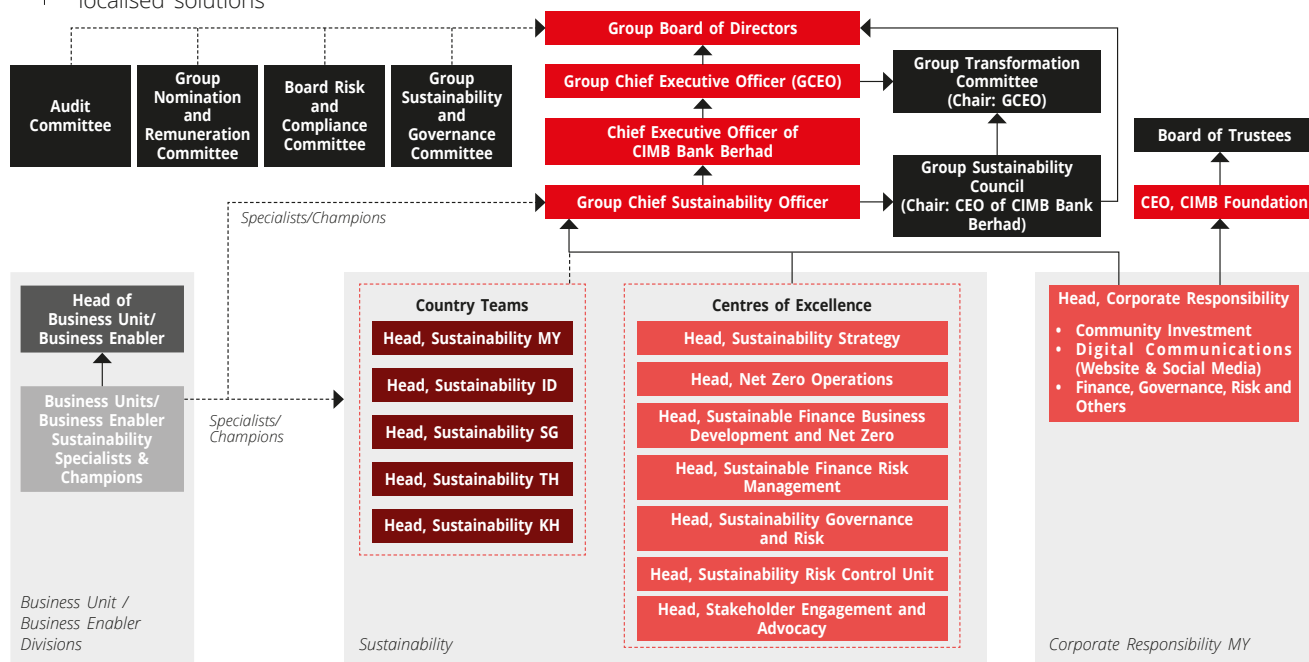 localised solutions
Group Board of Directors
Group Chief Executive Officer (GCEO)
Chief Executive Officer of
CIMB Bank Berhad
Group Chief Sustainability Officer
Audit
Committee
Group
Nomination
and
Remuneration
Committee
Board Risk
and
Compliance
Committee
Group
Sustainability
and
Governance
Committee
Group Transformation
Committee
(Chair: GCEO)
Group Sustainability
Council
(Chair: CEO of CIMB Bank
Berhad)
Board of Trustees
CEO, CIMB Foundation
Specialists/Champions
Head of
Business Unit/
Business Enabler
Business Units/
Business Enabler
Sustainability
Specialists &
Champions
Specialists/
Champions
Business Unit /
Business Enabler
Divisions
Country Teams
Head, Sustainability MY
Head, Sustainability ID
Head, Sustainability SG
Head, Sustainability TH
Head, Sustainability KH
Centres of Excellence
Head, Sustainability Strategy
Head, Net Zero Operations
Head, Sustainable Finance Business
Development and Net Zero
Head, Sustainable Finance Risk
Management
Head, Sustainability Governance
and Risk
Head, Sustainability Risk Control Unit
Head, Stakeholder Engagement and
Advocacy
Sustainability
Head, Corporate Responsibility
• Community Investment
• Digital Communications
(Website & Social Media)
• Finance, Governance, Risk and
Others
Corporate Responsibility MY